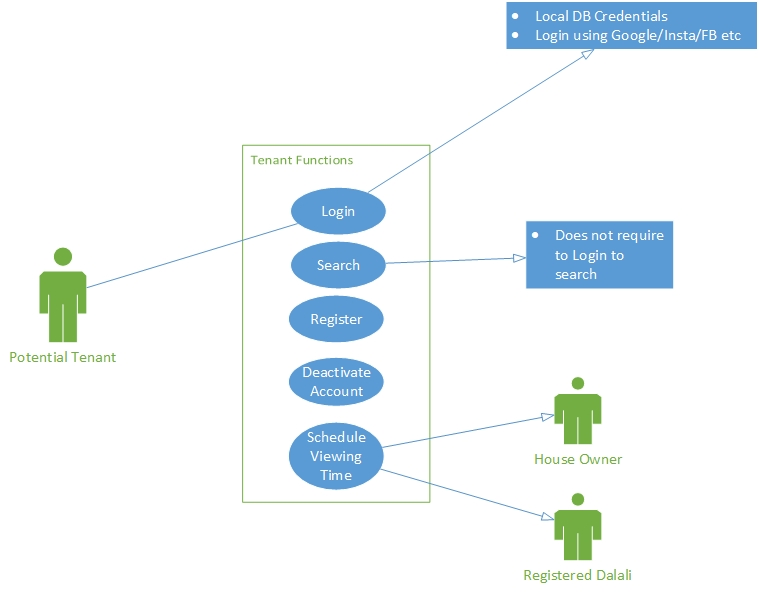 • Local DB Credentials
• Login using Google/Insta/FB etc
Tenant Functions
Login
Search
• Does not require
to Login to
search
Register
Potential Tenant
Deactivate
Account
Schedule
Viewing
Time
House Owner
Registered Dalali